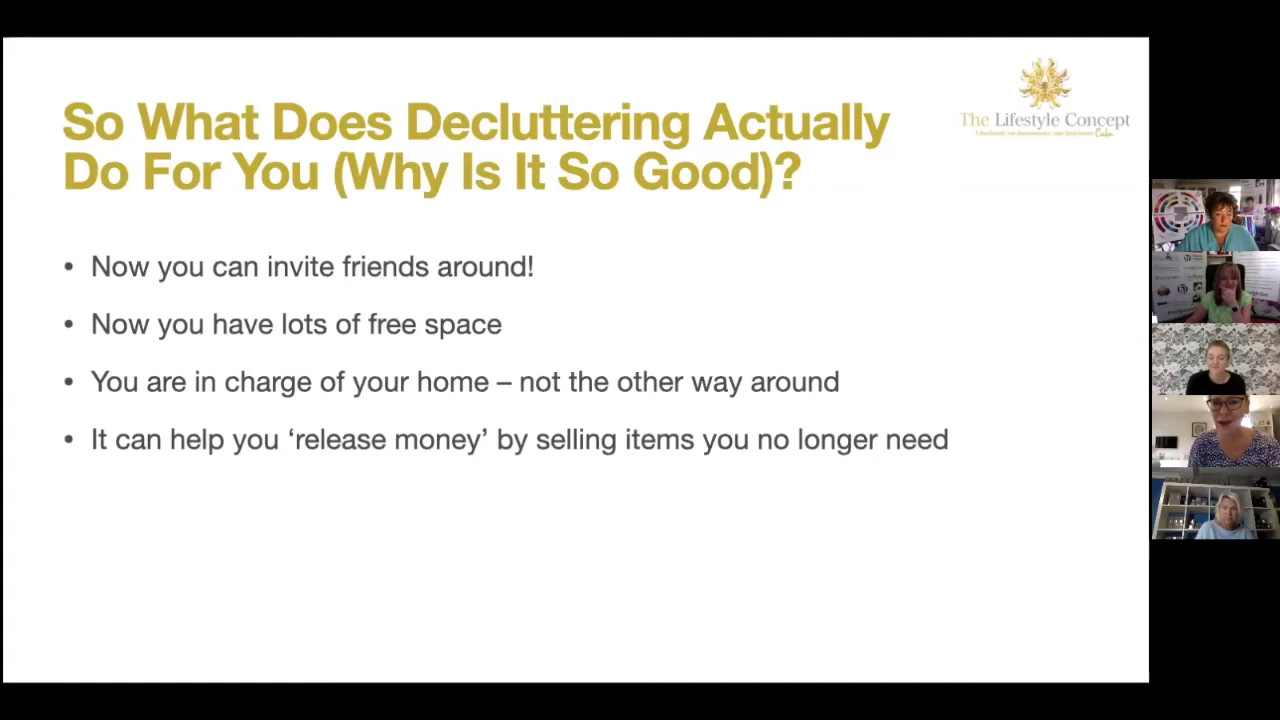 So What Does Decluttering Actually
Do For You (Why Is It So Good)?
The Lifestyle Concept
• Now you can invite friends around!
• Now you have lots of free space
• You are in charge of your home – not the other way around
• It can help you ‘release money’ by selling items you no longer need